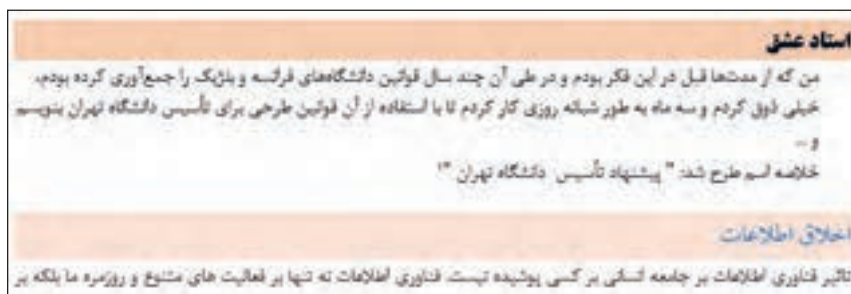 استاد عشق
من که از مدت‌ها قبل در این فکر بودم و در طی آن چند سال قوانین دانشگاه‌های فرانسه و بلژیک را جمع‌آوری کرده بودم،
خیلی ذوق کردم و سه ماه به طور شبانه روزی کار کردم تا با استفاده از آن قوانین طرحی برای تأسیس دانشگاه تهران بنویسم
و ...
خلاصه اسم طرح شد: " پیشنهاد تأسیس دانشگاه تهران "۱
اخلاق اطلاعات
تاثیر فناوری اطلاعات بر جامعه انسانی بر کسی پوشیده نیست. فناوری اطلاعات نه تنها بر فعالیت های متنوع و روزمره ما بلکه بر